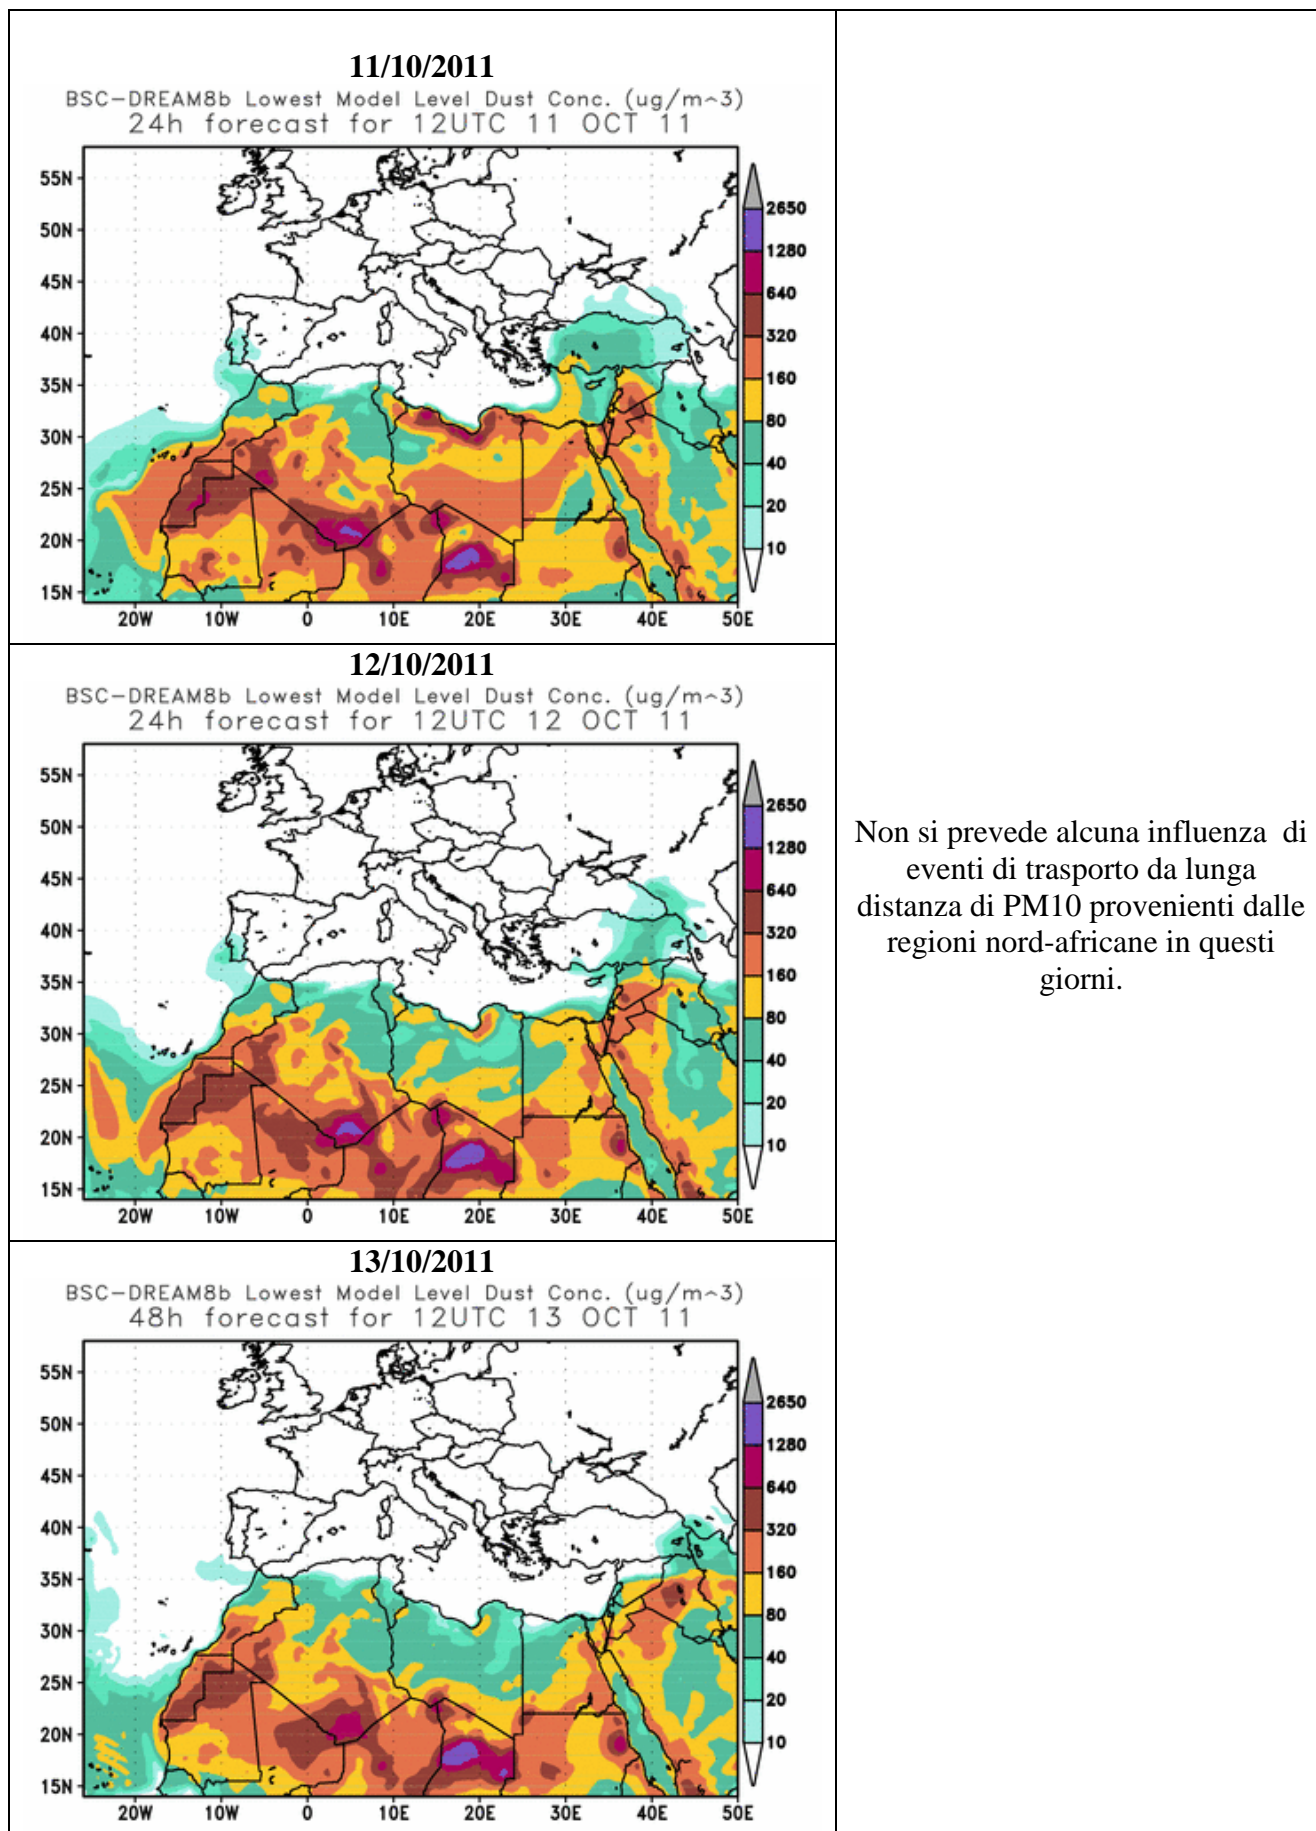 11/10/2011
BSC-DREAM8b Lowest Model Level Dust Conc. (ug/m^3)
24h forecast for 12UTC 11 OCT 11
55N
50N
45N
40N
35N
30N
25N
20N
15N
20W 10W 0 10E 20E 30E 40E 50E
2650
1280
640
320
160
80
40
20
10
12/10/2011
BSC-DREAM8b Lowest Model Level Dust Conc. (ug/m^3)
24h forecast for 12UTC 12 OCT 11
55N
50N
45N
40N
35N
30N
25N
20N
15N
20W 10W 0 10E 20E 30E 40E 50E
2650
1280
640
320
160
80
40
20
10
Non si prevede alcuna influenza di
eventi di trasporto da lunga
distanza di PM10 provenienti dalle
regioni nord-africane in questi
giorni.
13/10/2011
BSC-DREAM8b Lowest Model Level Dust Conc. (ug/m^3)
48h forecast for 12UTC 13 OCT 11
55N
50N
45N
40N
35N
30N
25N
20N
15N
20W 10W 0 10E 20E 30E 40E 50E
2650
1280
640
320
160
80
40
20
10